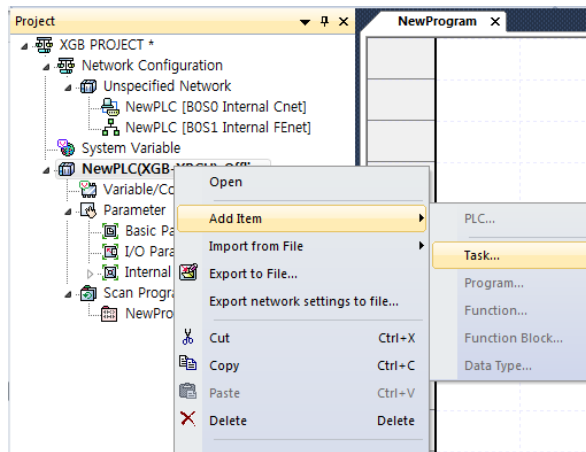 Project
NewProgram
XGB PROJECT *
Network Configuration
Unspecified Network
NewPLC [B0S0 Internal Cnet]
NewPLC [B0S1 Internal FEnet]
System Variable
NewPLC(XGB-XBCH)-Offline
Variable/Co
Parameter
Basic Pa
I/O Para
Internal
Scan Progra
NewPro
Open
Add Item
Import from File
Export to File...
Export network settings to file...
Cut Ctrl+X
Copy Ctrl+C
Paste Ctrl+V
Delete Delete
PLC...
Task...
Program...
Function...
Function Block...
Data Type...